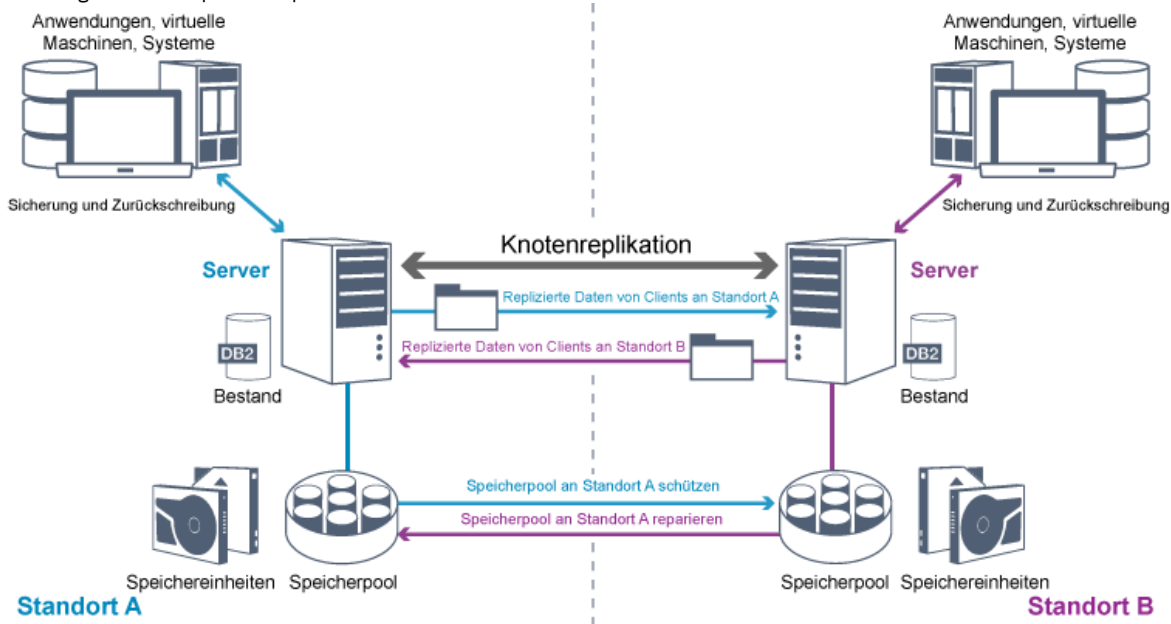 Anwendungen, virtuelle
Maschinen, Systeme
Anwendungen, virtuelle
Maschinen, Systeme
Sicherung und Zurückschreibung
Sicherung und Zurückschreibung
Knotenreplikation
Server
Server
Replizierte Daten von Clients an Standort A
Replizierte Daten von Clients an Standort B
DB2
DB2
Bestand
Bestand
Speicherpool an Standort A schützen
Speicherpool an Standort A reparieren
Speichereinheiten
Speicherpool
Speicherpool
Speichereinheiten
Standort A
Standort B